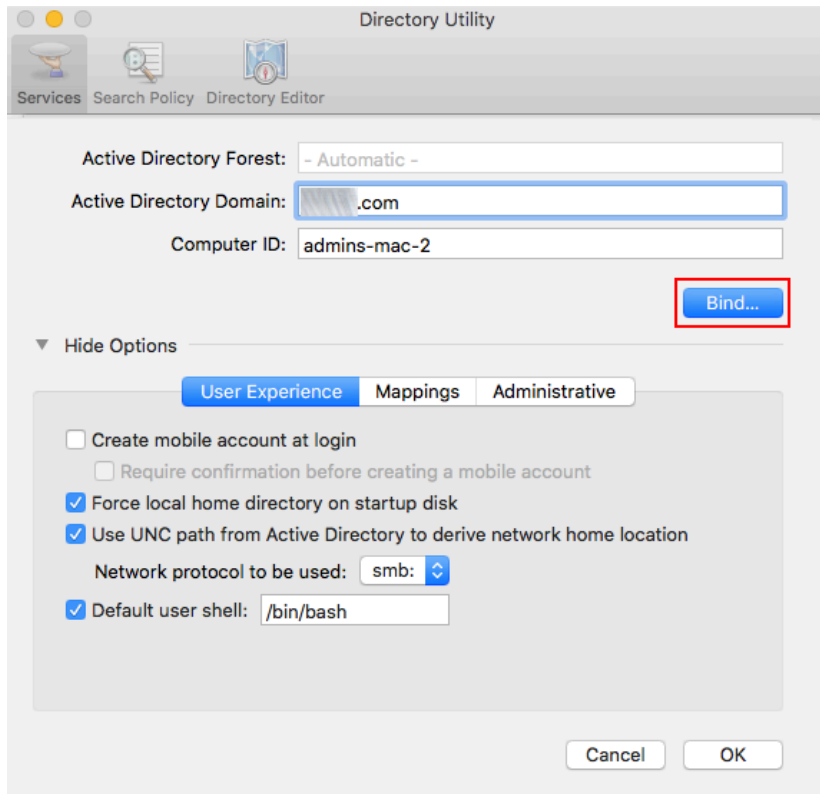 Directory Utility
Services Search Policy Directory Editor
Active Directory Forest: - Automatic -
Active Directory Domain: .com
Computer ID: admins-mac-2
Bind...
Hide Options
User Experience Mappings Administrative
Create mobile account at login
Require confirmation before creating a mobile account
Force local home directory on startup disk
Use UNC path from Active Directory to derive network home location
Network protocol to be used: smb:
Default user shell: /bin/bash
Cancel OK